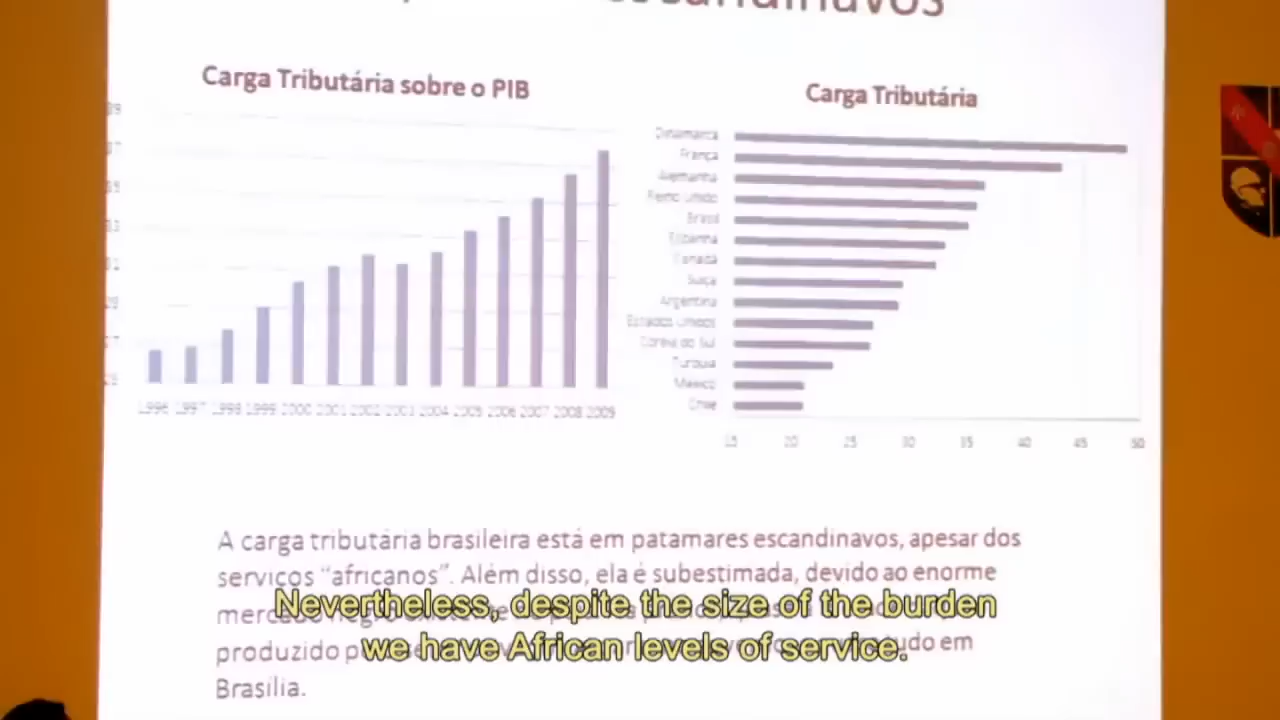 escandinavos
Carga Tributária sobre o PIB
Carga Tributária
Dinamarca
França
Alemanha
Reino Unido
Brasil
Espanha
Canadá
Suíça
Argentina
Estados Unidos
Coreia do Sul
Turquia
México
Chile
1996 1997 1998 1999 2000 2001 2002 2003 2004 2005 2006 2007 2008 2009
15 20 25 30 35 40 45 50
A carga tributária brasileira está em patamares escandinavos, apesar dos
serviços “africanos”. Além disso, ela é subestimada, devido ao enorme
mercado negro
produzido
tudo em
Brasília.
Nevertheless, despite the size of the burden
we have African levels of service.